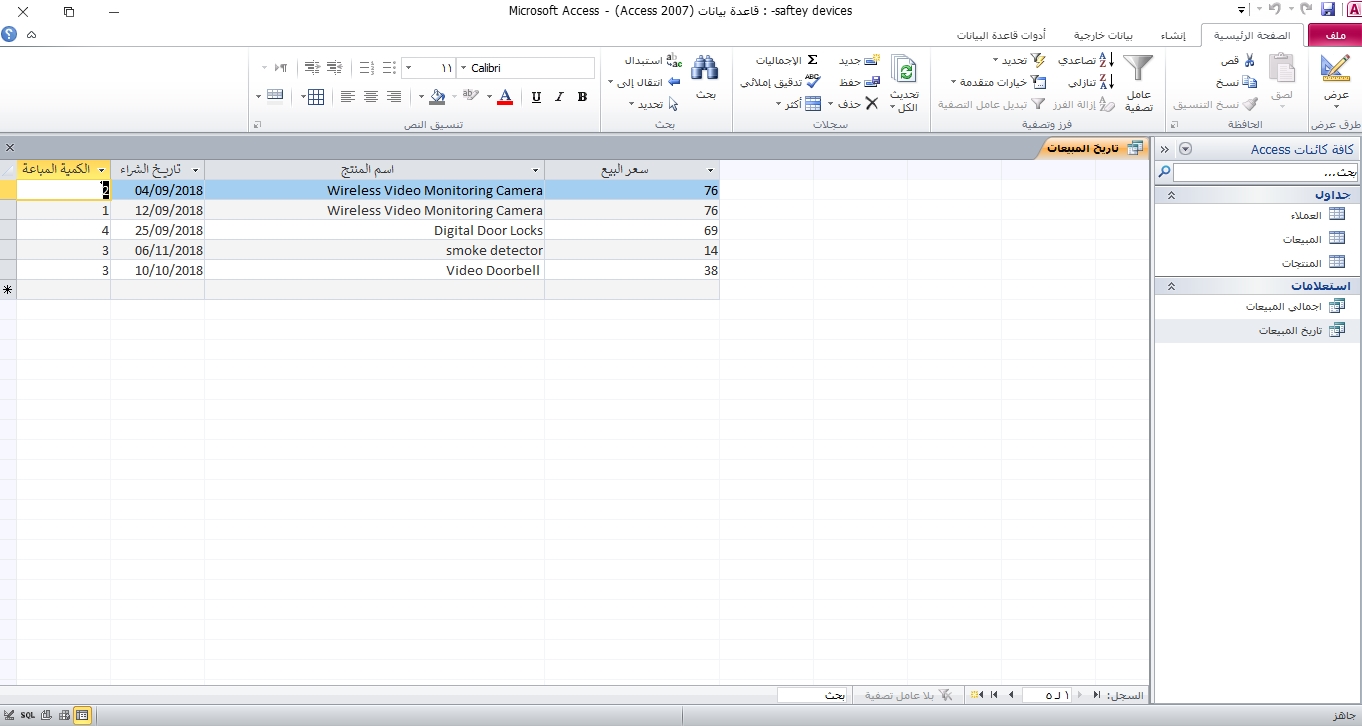 Microsoft Access - (Access 2007) قاعدة بيانات : -saftey devices
ملف
الصفحة الرئيسية
إنشاء
بيانات خارجية
أدوات قاعدة البيانات
عرض
طرق عرض
لصق
قص
نسخ
نسخ التنسيق
الحافظة
عامل تصفية
تصاعدي
تنازلي
إزالة الفرز
تحديد
خيارات متقدمة
تبديل عامل التصفية
فرز وتصفية
تحديث الكل
جديد
حفظ
حذف
الإجماليات
تدقيق إملائي
أكثر
سجلات
بحث
استبدال
انتقال إلى
تحديد
بحث
Calibri
١١
B I U A
تنسيق النص
كافة كائنات Access
بحث...
جداول
العملاء
المبيعات
المنتجات
استعلامات
اجمالي المبيعات
تاريخ المبيعات
تاريخ المبيعات
سعر البيع اسم المنتج تاريخ الشراء الكمية المباعة
76 Wireless Video Monitoring Camera 04/09/2018 2
76 Wireless Video Monitoring Camera 12/09/2018 1
69 Digital Door Locks 25/09/2018 4
14 smoke detector 06/11/2018 3
38 Video Doorbell 10/10/2018 3
السجل: ١ لـ ٥ بلا عامل تصفية بحث
جاهز
SQL